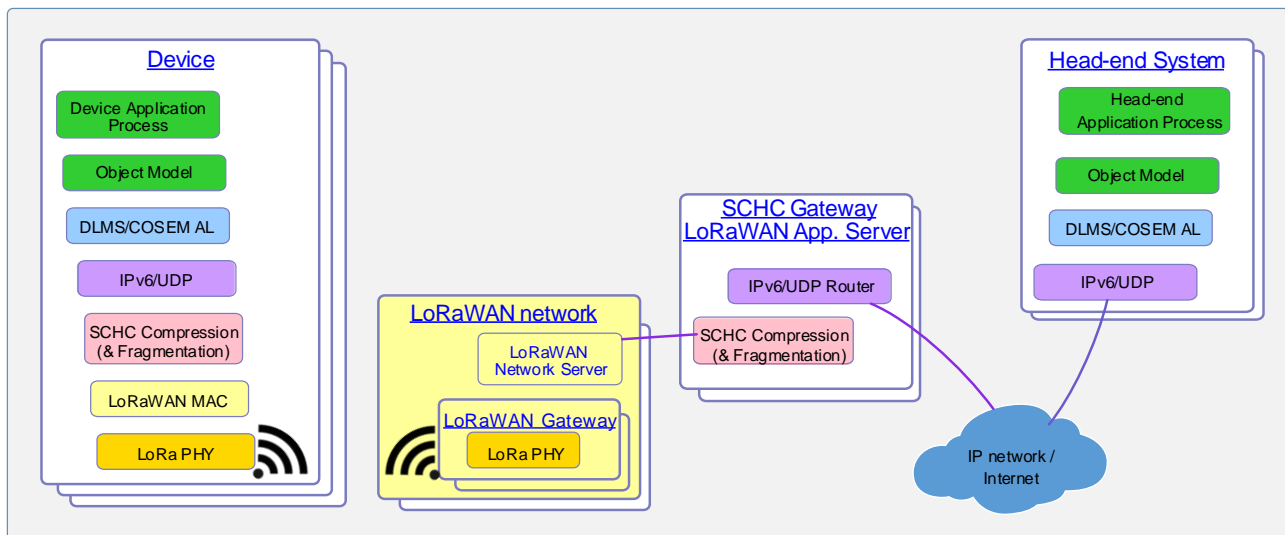 Device
Device Application
Process
Object Model
DLMS/COSEM AL
IPv6/UDP
SCHC Compression
(& Fragmentation)
LoRaWAN MAC
LoRa PHY
LoRaWAN network
LoRaWAN
Network Server
LoRaWAN Gateway
LoRa PHY
SCHC Gateway
LoRaWAN App. Server
IPv6/UDP Router
SCHC Compression
(& Fragmentation)
Head-end System
Head-end
Application Process
Object Model
DLMS/COSEM AL
IPv6/UDP
IP network /
Internet